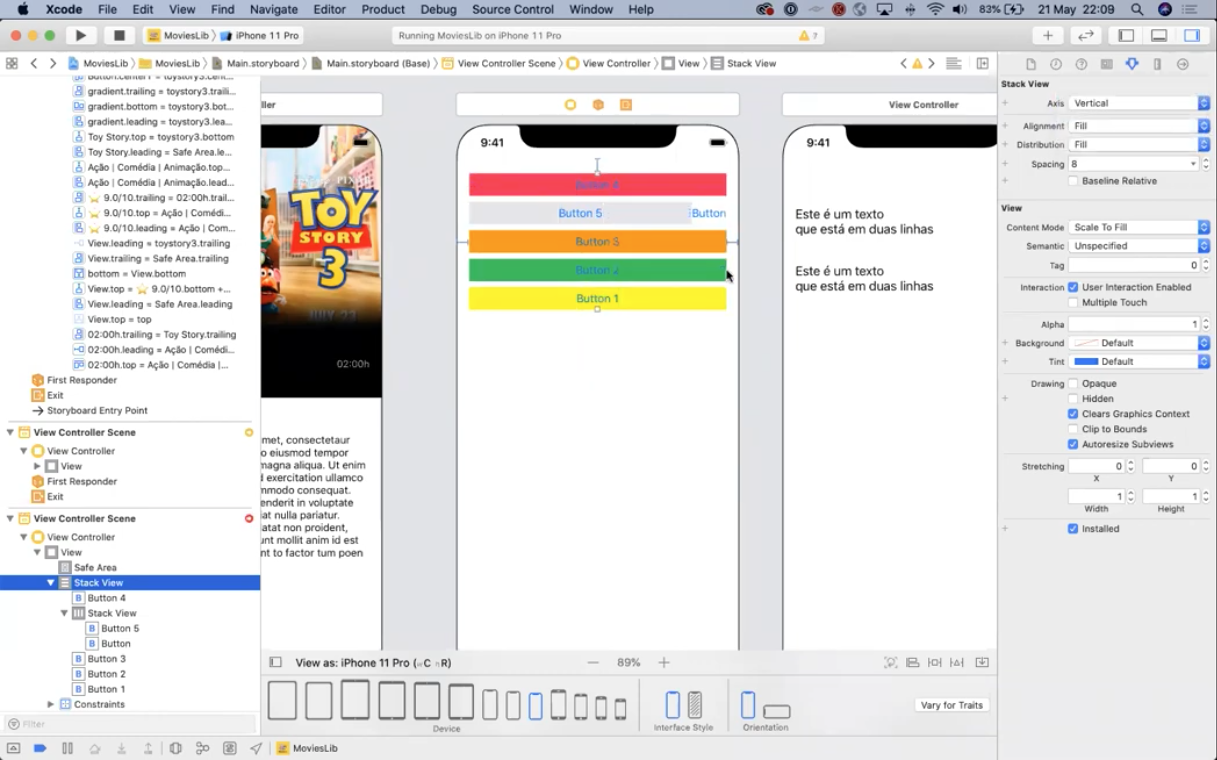 Xcode File Edit View Find Navigate Editor Product Debug Source Control Window Help 83% 21 May 22:09
MoviesLib iPhone 11 Pro Running MoviesLib on iPhone 11 Pro 7
MoviesLib MoviesLib Main.storyboard Main.storyboard (Base) View Controller Scene View Controller View Stack View
gradient.trailing = toystory3.traili...
gradient.bottom = toystory3.bot...
gradient.leading = toystory3.lea...
Toy Story.top = toystory3.bottom
Toy Story.leading = Safe Area.le...
Ação | Comédia | Animação.top...
Ação | Comédia | Animação.lead...
⭐ 9.0/10.trailing = 02:00h.trail...
⭐ 9.0/10.top = Ação | Comédi...
⭐ 9.0/10.leading = Ação | Com...
View.leading = toystory3.leading
View.trailing = Safe Area.trailing
bottom = View.bottom
View.top = ⭐ 9.0/10.bottom +...
View.leading = Safe Area.leading
View.top = top
02:00h.trailing = Toy Story.trailing
02:00h.leading = Ação | Comédi...
02:00h.top = Ação | Comédia |...
First Responder
Exit
Storyboard Entry Point
View Controller Scene
View Controller
View
First Responder
Exit
View Controller Scene
View Controller
View
Safe Area
Stack View
Button 4
Stack View
Button 5
Button
Button 3
Button 2
Button 1
Constraints
Filter
ller
TOY
STORY
3
02:00h
met, consectetur
o eiusmod tempor
magna aliqua. Ut enim
d exercitation ullamco
mmodo consequat.
enderit in voluptate
at nulla pariatur.
atat non proident,
unt mollit anim id est
nt to factor tum poen
9:41
Button 4
Button 5 Button
Button 3
Button 2
Button 1
View Controller
9:41
Este é um texto
que está em duas linhas
Este é um texto
que está em duas linhas
View as: iPhone 11 Pro (wC hR) 89%
Device Interface Style Orientation
Vary for Traits
MoviesLib
Stack View
Axis Vertical
Alignment Fill
Distribution Fill
Spacing 8
Baseline Relative
View
Content Mode Scale To Fill
Semantic Unspecified
Tag 0
Interaction User Interaction Enabled
Multiple Touch
Alpha 1
Background Default
Tint Default
Drawing Opaque
Hidden
Clears Graphics Context
Clip to Bounds
Autoresize Subviews
Stretching 0 0
X Y
1 1
Width Height
Installed